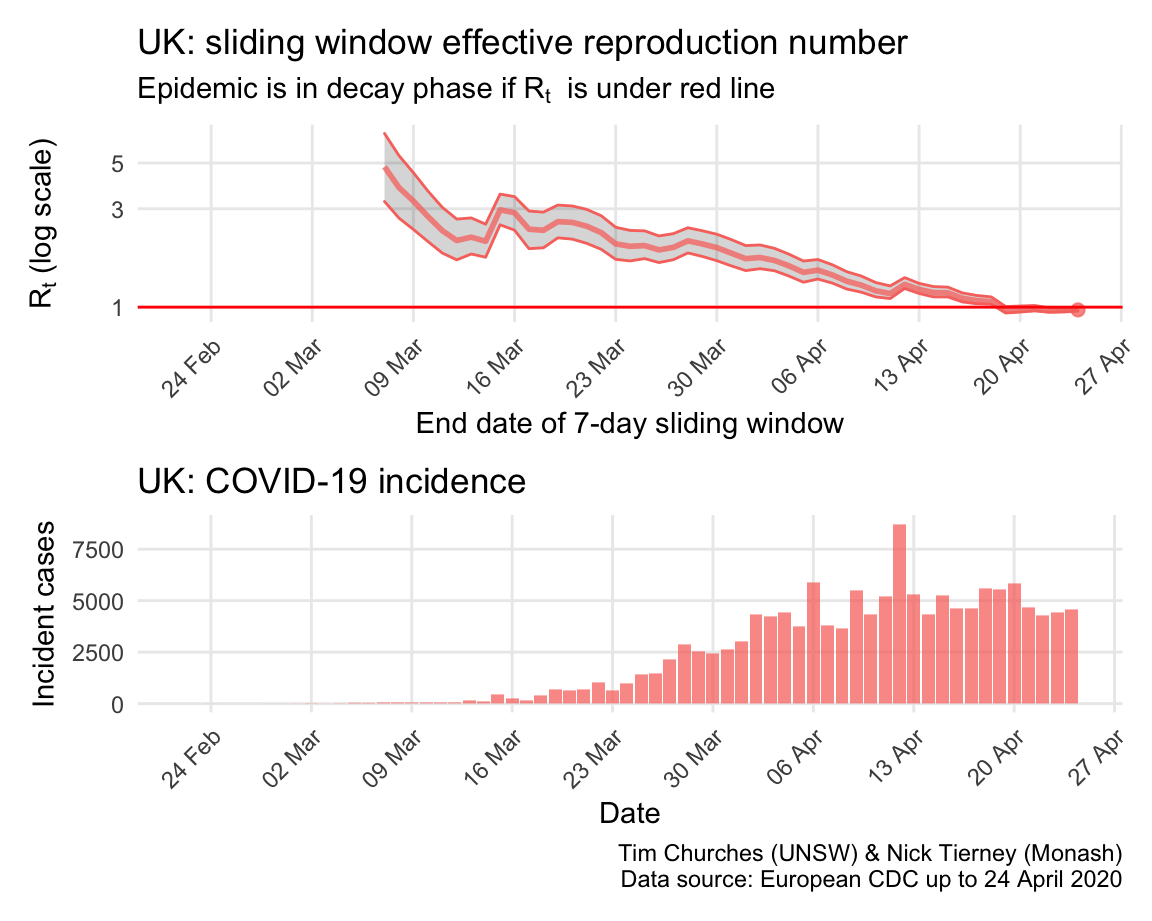 UK: sliding window effective reproduction number
Epidemic is in decay phase if Rt is under red line
Rt (log scale)
5
3
1
24 Feb
02 Mar
09 Mar
16 Mar
23 Mar
30 Mar
06 Apr
13 Apr
20 Apr
27 Apr
End date of 7-day sliding window
UK: COVID-19 incidence
Incident cases
7500
5000
2500
0
24 Feb
02 Mar
09 Mar
16 Mar
23 Mar
30 Mar
06 Apr
13 Apr
20 Apr
27 Apr
Date
Tim Churches (UNSW) & Nick Tierney (Monash)
Data source: European CDC up to 24 April 2020